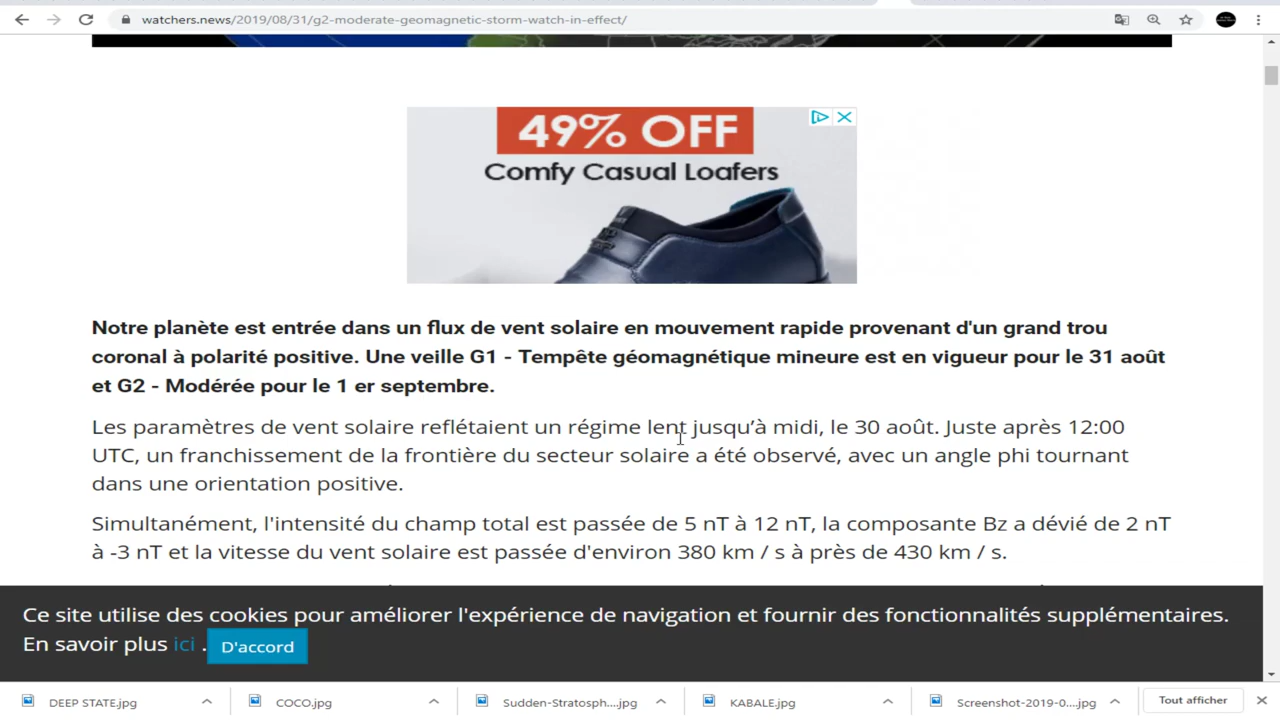 watchers.news/2019/08/31/g2-moderate-geomagnetic-storm-watch-in-effect/
49% OFF
Comfy Casual Loafers
Notre planète est entrée dans un flux de vent solaire en mouvement rapide provenant d'un grand trou
coronal à polarité positive. Une veille G1 - Tempête géomagnétique mineure est en vigueur pour le 31 août
et G2 - Modérée pour le 1 er septembre.
Les paramètres de vent solaire reflétaient un régime lent jusqu'à midi, le 30 août. Juste après 12:00
UTC, un franchissement de la frontière du secteur solaire a été observé, avec un angle phi tournant
dans une orientation positive.
Simultanément, l'intensité du champ total est passée de 5 nT à 12 nT, la composante Bz a dévié de 2 nT
à -3 nT et la vitesse du vent solaire est passée d'environ 380 km / s à près de 430 km / s.
Ce site utilise des cookies pour améliorer l'expérience de navigation et fournir des fonctionnalités supplémentaires.
En savoir plus ici . D'accord
DEEP STATE.jpg COCO.jpg Sudden-Stratosph....jpg KABALE.jpg Screenshot-2019-0....jpg Tout afficher